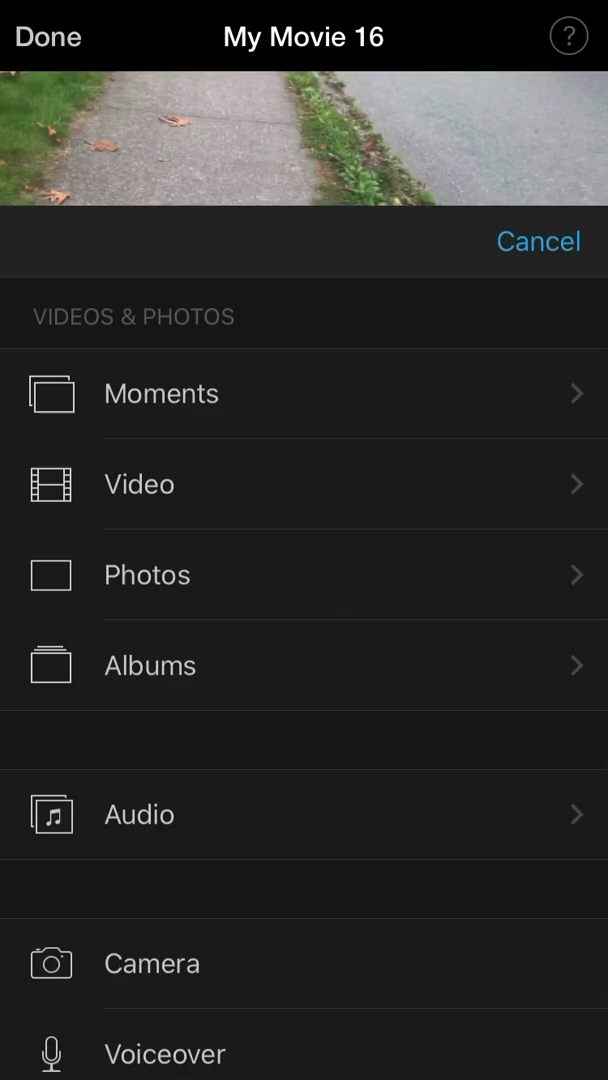 Done My Movie 16 ?
Cancel
VIDEOS & PHOTOS
Moments
Video
Photos
Albums
Audio
Camera
Voiceover